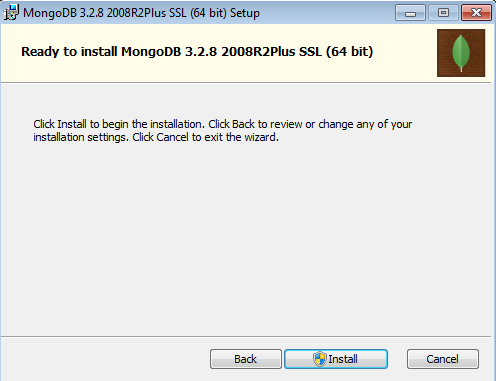 MongoDB 3.2.8 2008R2Plus SSL (64 bit) Setup
Ready to install MongoDB 3.2.8 2008R2Plus SSL (64 bit)
Click Install to begin the installation. Click Back to review or change any of your
installation settings. Click Cancel to exit the wizard.
Back Install Cancel